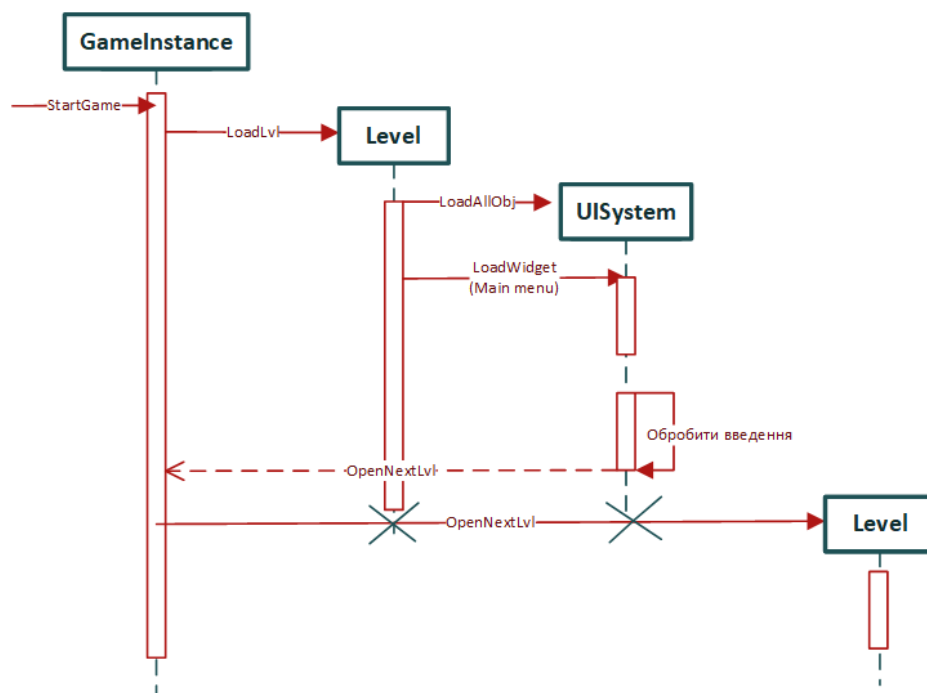 GameInstance
StartGame
LoadLvl
Level
LoadAllObj
UISystem
LoadWidget
(Main menu)
Обробити введення
OpenNextLvl
OpenNextLvl
Level